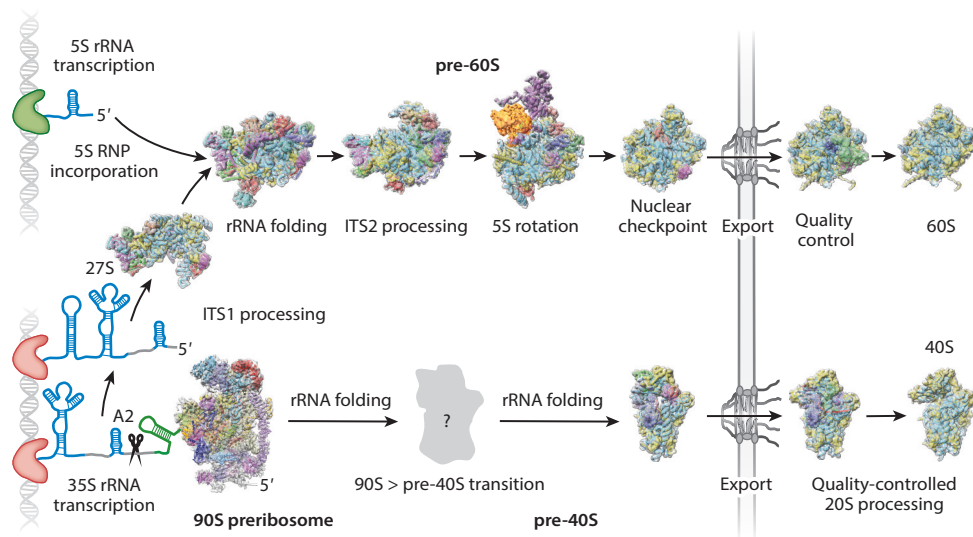 5S rRNA
transcription
5′
5S RNP
incorporation
pre-60S
rRNA folding
ITS2 processing
5S rotation
Nuclear
checkpoint
Export
Quality
control
60S
27S
ITS1 processing
5′
A2
35S rRNA
transcription
5′
90S preribosome
rRNA folding
?
90S > pre-40S transition
rRNA folding
pre-40S
Export
40S
Quality-controlled
20S processing